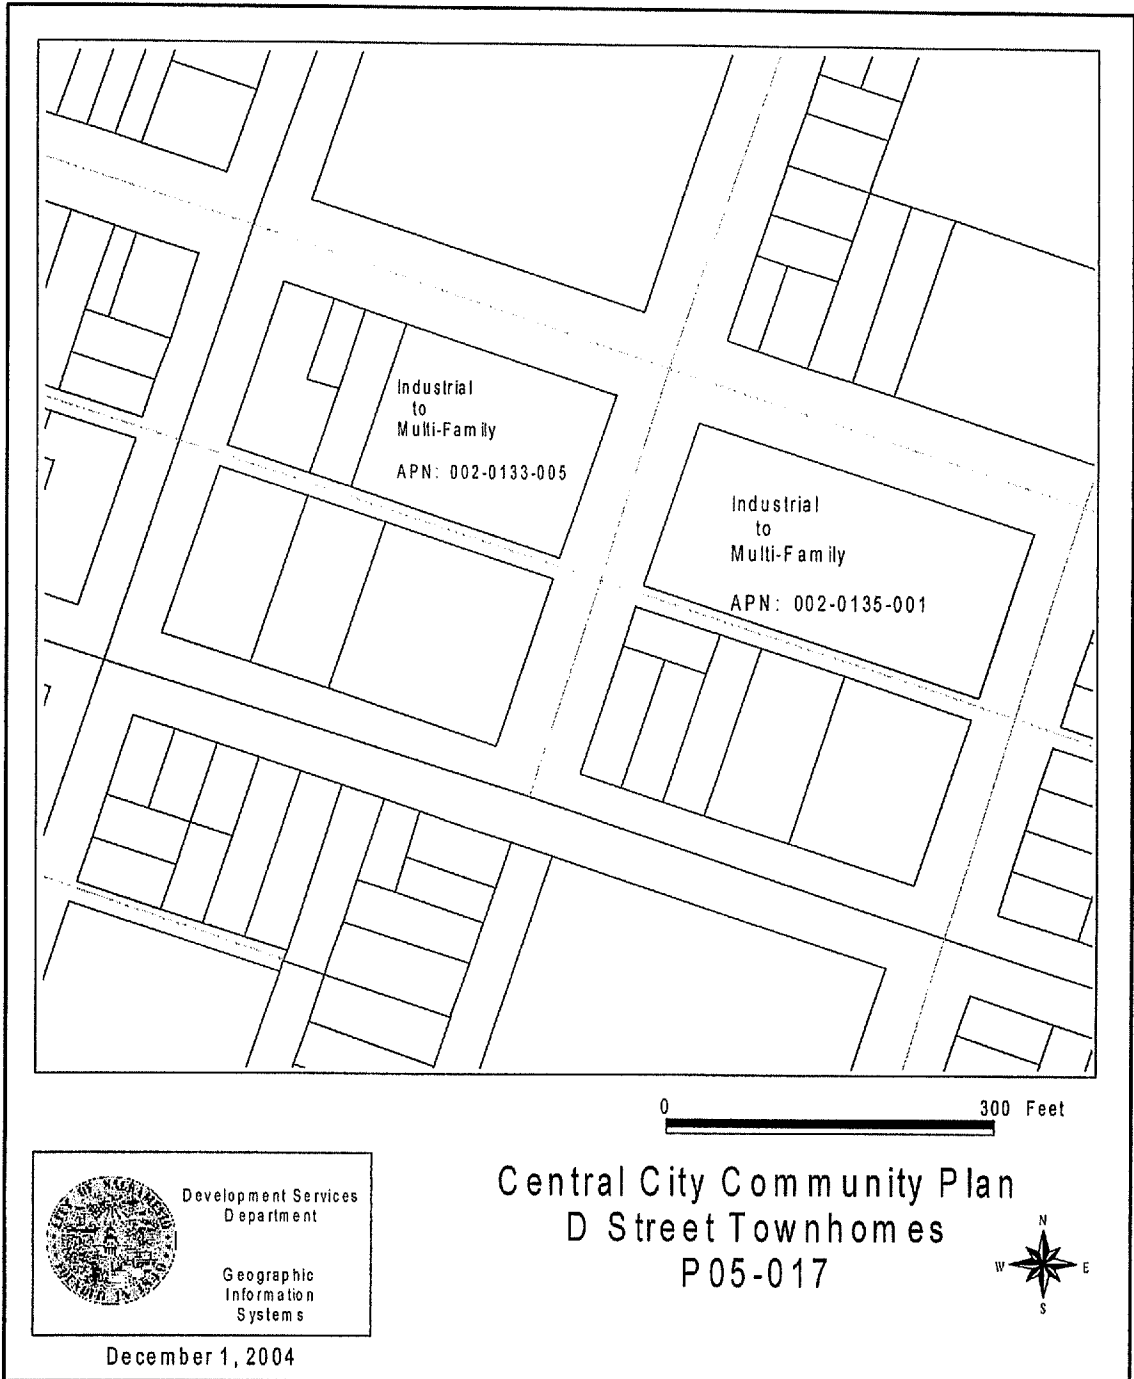 Industrial
to
Multi-Family
APN: 002-0133-005
Industrial
to
Multi-Family
APN: 002-0135-001
0 300 Feet
Central City Community Plan
D Street Townhomes
P05-017
N
W E
S
Development Services
Department
Geographic
Information
Systems
December 1, 2004